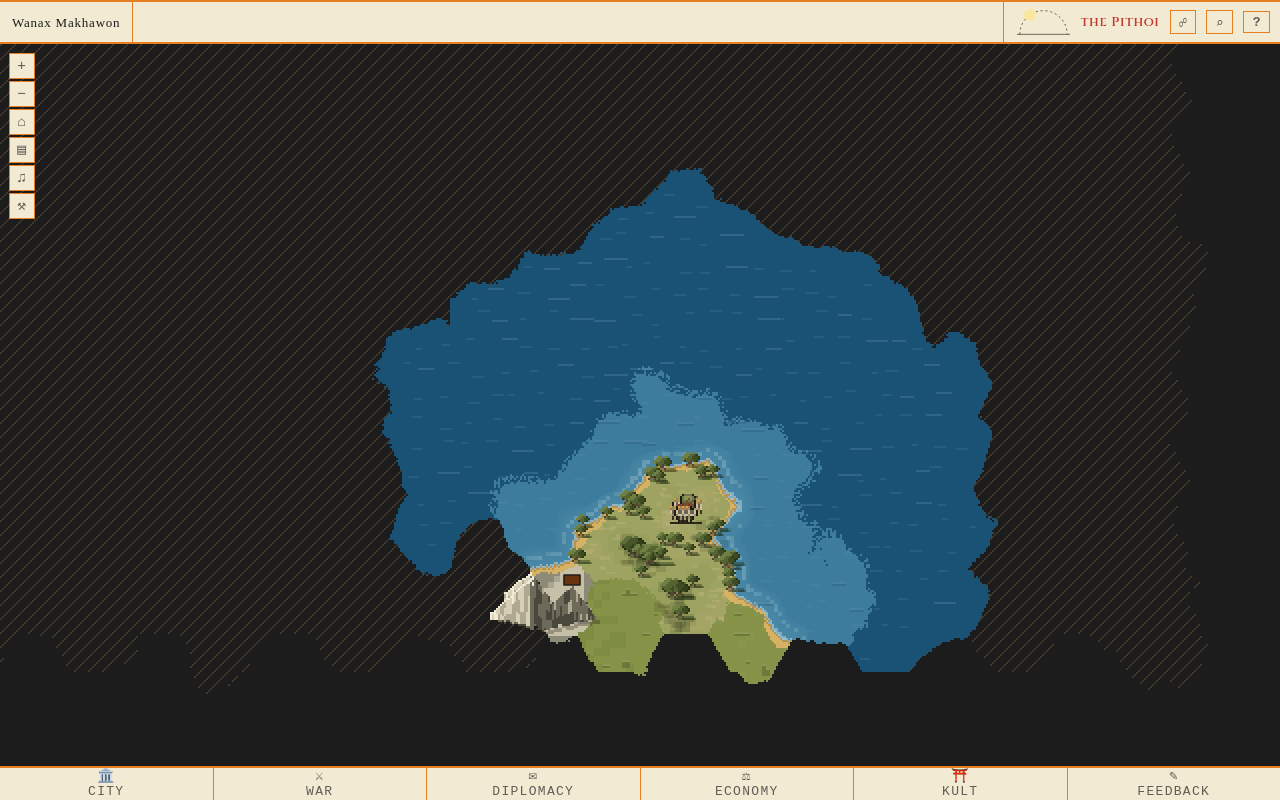 Wanax Makhawon
THE PITHOI
?
+
−
CITY
WAR
DIPLOMACY
ECONOMY
KULT
FEEDBACK